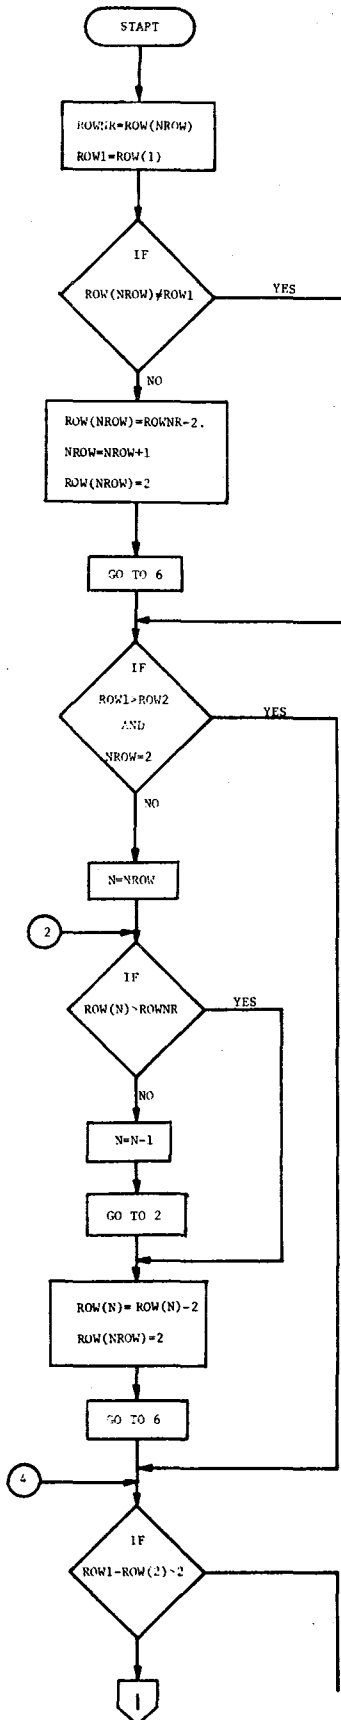 START
ROWNR=ROW(NROW)
ROW1=ROW(1)
IF
ROW(NROW)≠ROW1
YES
NO
ROW(NROW)=ROWNR-2.
NROW=NROW+1
ROW(NROW)=2
GO TO 6
IF
ROW1>ROW2
YES
AND
NROW=2
NO
N=NROW
2
IF
ROW(N)>ROWNR
YES
NO
N=N-1
GO TO 2
ROW(N)=ROW(N)-2
ROW(NROW)=2
GO TO 6
4
IF
ROW1-ROW(2)>2
1